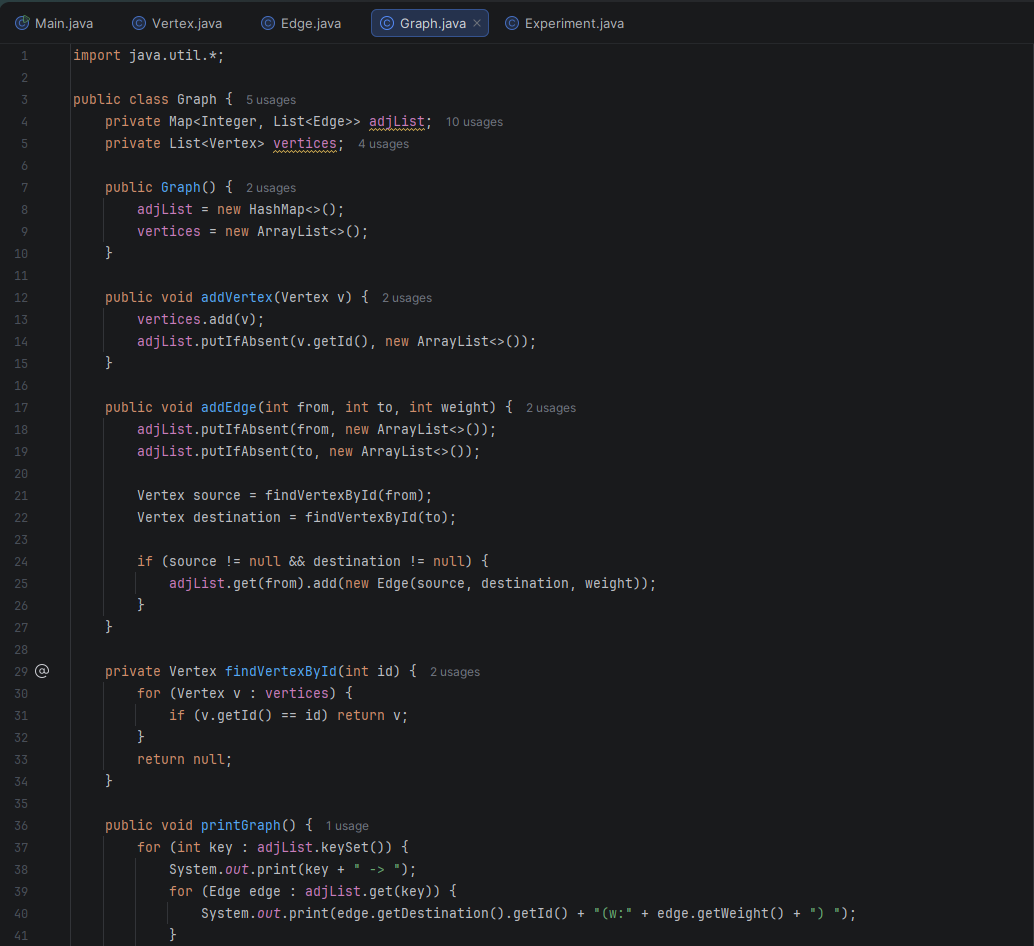 Main.java Vertex.java Edge.java Graph.java Experiment.java
1 import java.util.*;
2
3 public class Graph { 5 usages
4 private Map<Integer, List<Edge>> adjList; 10 usages
5 private List<Vertex> vertices; 4 usages
6
7 public Graph() { 2 usages
8 adjList = new HashMap<>();
9 vertices = new ArrayList<>();
10 }
11
12 public void addVertex(Vertex v) { 2 usages
13 vertices.add(v);
14 adjList.putIfAbsent(v.getId(), new ArrayList<>());
15 }
16
17 public void addEdge(int from, int to, int weight) { 2 usages
18 adjList.putIfAbsent(from, new ArrayList<>());
19 adjList.putIfAbsent(to, new ArrayList<>());
20
21 Vertex source = findVertexById(from);
22 Vertex destination = findVertexById(to);
23
24 if (source != null && destination != null) {
25 adjList.get(from).add(new Edge(source, destination, weight));
26 }
27 }
28
29 @ private Vertex findVertexById(int id) { 2 usages
30 for (Vertex v : vertices) {
31 if (v.getId() == id) return v;
32 }
33 return null;
34 }
35
36 public void printGraph() { 1 usage
37 for (int key : adjList.keySet()) {
38 System.out.print(key + " -> ");
39 for (Edge edge : adjList.get(key)) {
40 System.out.print(edge.getDestination().getId() + "(w:" + edge.getWeight() + ") ");
41 }